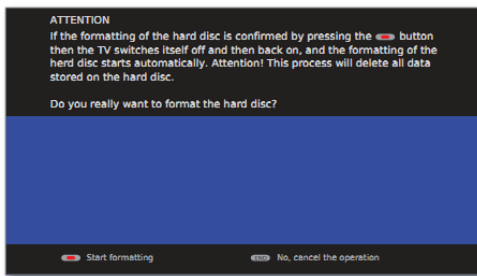 ATTENTION
If the formatting of the hard disc is confirmed by pressing the button
then the TV switches itself off and then back on, and the formatting of the
herd disc starts automatically. Attention! This process will delete all data
stored on the hard disc.
Do you really want to format the hard disc?
Start formatting
END No, cancel the operation